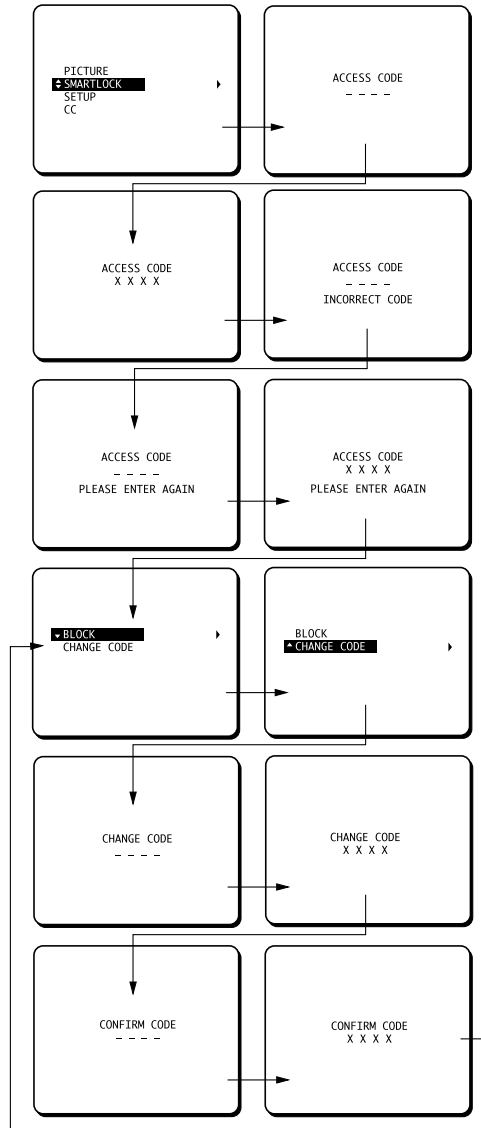 PICTURE
SMARTLOCK
SETUP
CC
ACCESS CODE
_ _ _ _
ACCESS CODE
X X X X
ACCESS CODE
_ _ _ _
INCORRECT CODE
ACCESS CODE
_ _ _ _
PLEASE ENTER AGAIN
ACCESS CODE
X X X X
PLEASE ENTER AGAIN
BLOCK
CHANGE CODE
BLOCK
CHANGE CODE
CHANGE CODE
_ _ _ _
CHANGE CODE
X X X X
CONFIRM CODE
_ _ _ _
CONFIRM CODE
X X X X